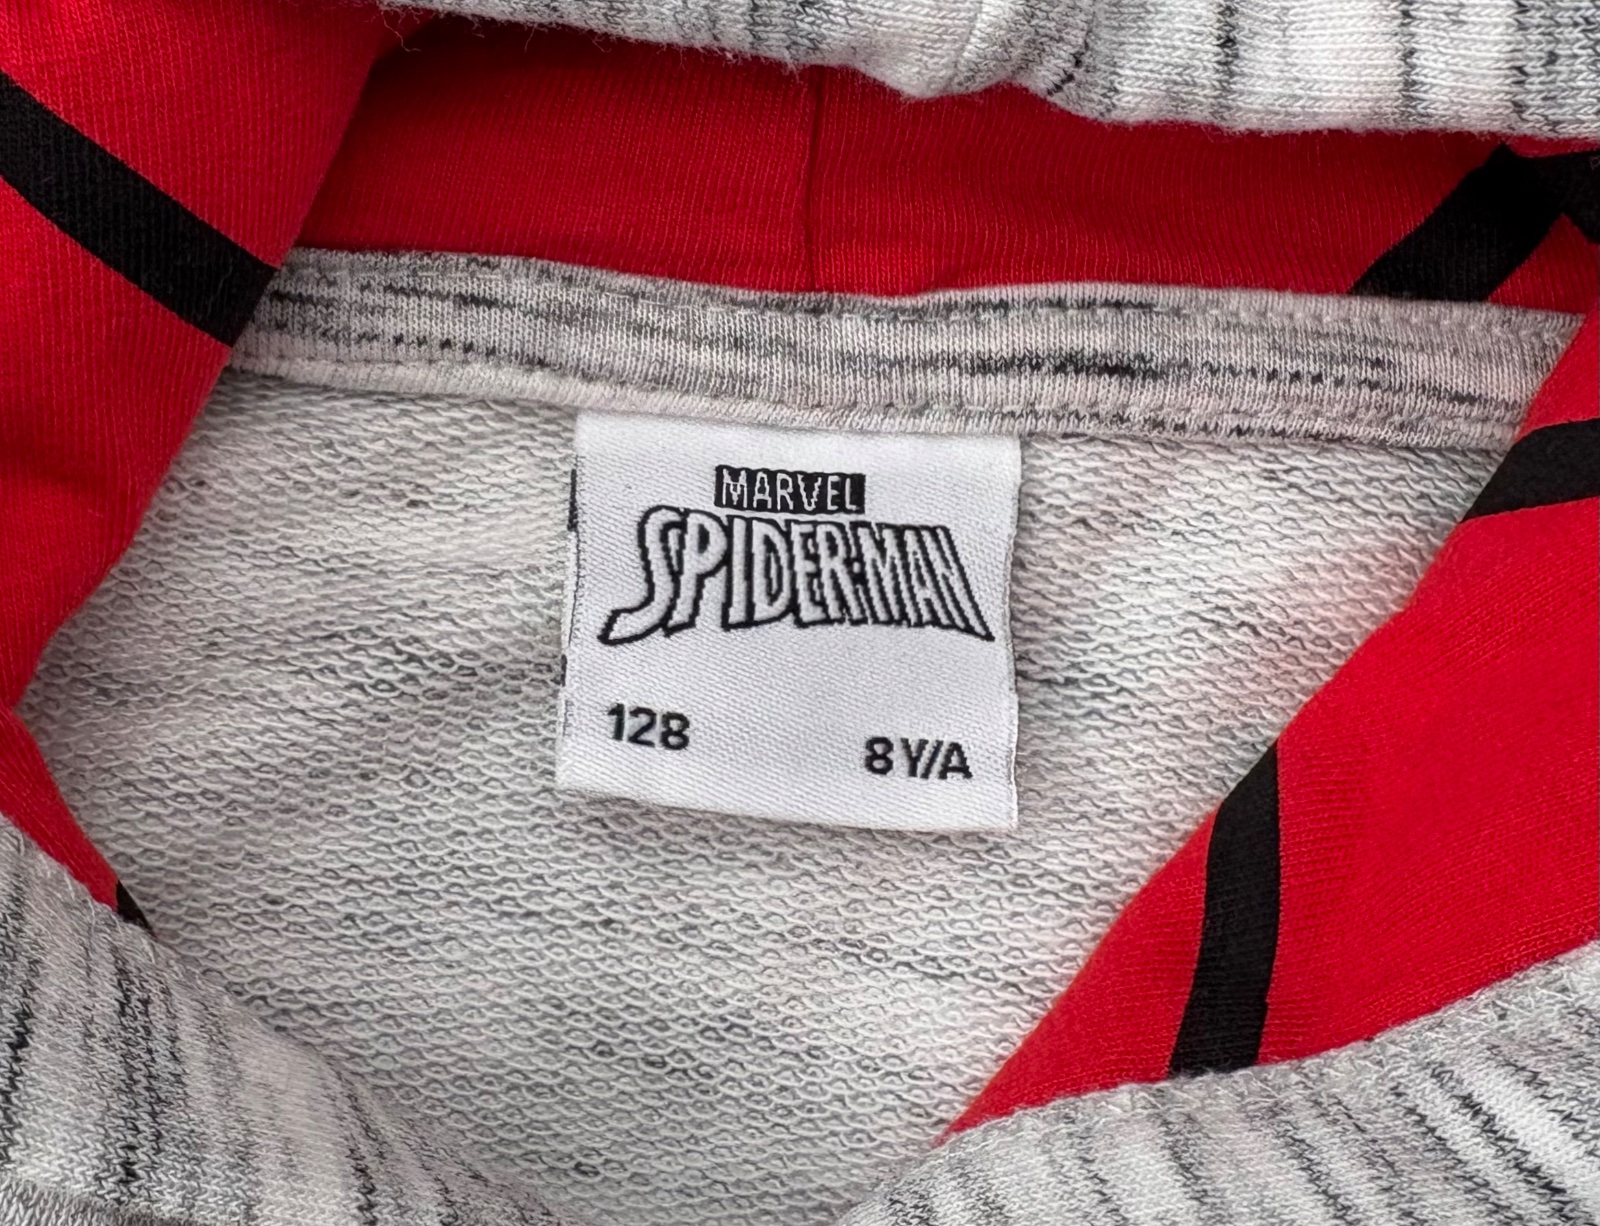 MARVEL
SPIDER-MAN
128
8 Y/A